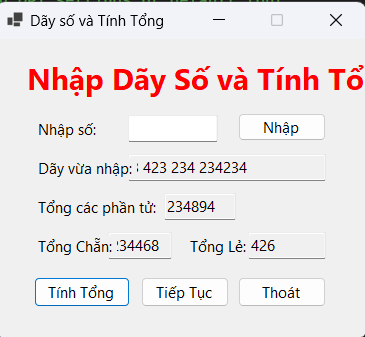 Dãy số và Tính Tổng
Nhập Dãy Số và Tính Tổ
Nhập số: Nhập
Dãy vừa nhập: 423 234 234234
Tổng các phần tử: 234894
Tổng Chẵn: 234468 Tổng Lẻ: 426
Tính Tổng Tiếp Tục Thoát